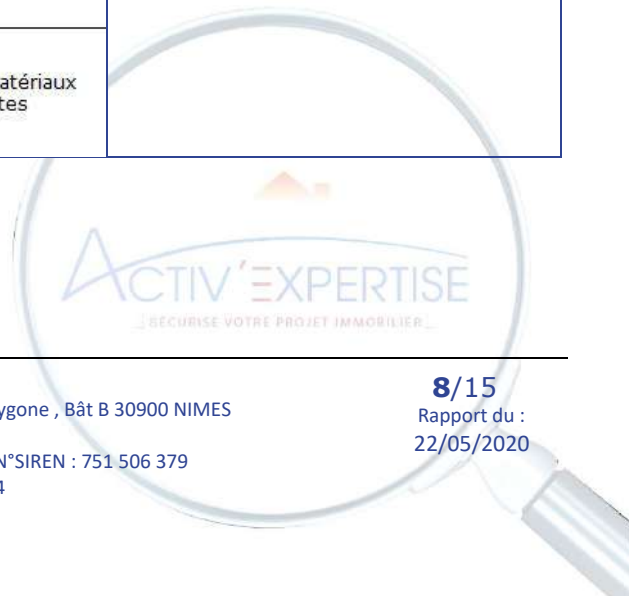 atériaux
tes
ACTIV'EXPERTISE
SECURISE VOTRE PROJET IMMOBILIER
ygone , Bât B 30900 NIMES
N°SIREN : 751 506 379
4
8/15
Rapport du :
22/05/2020